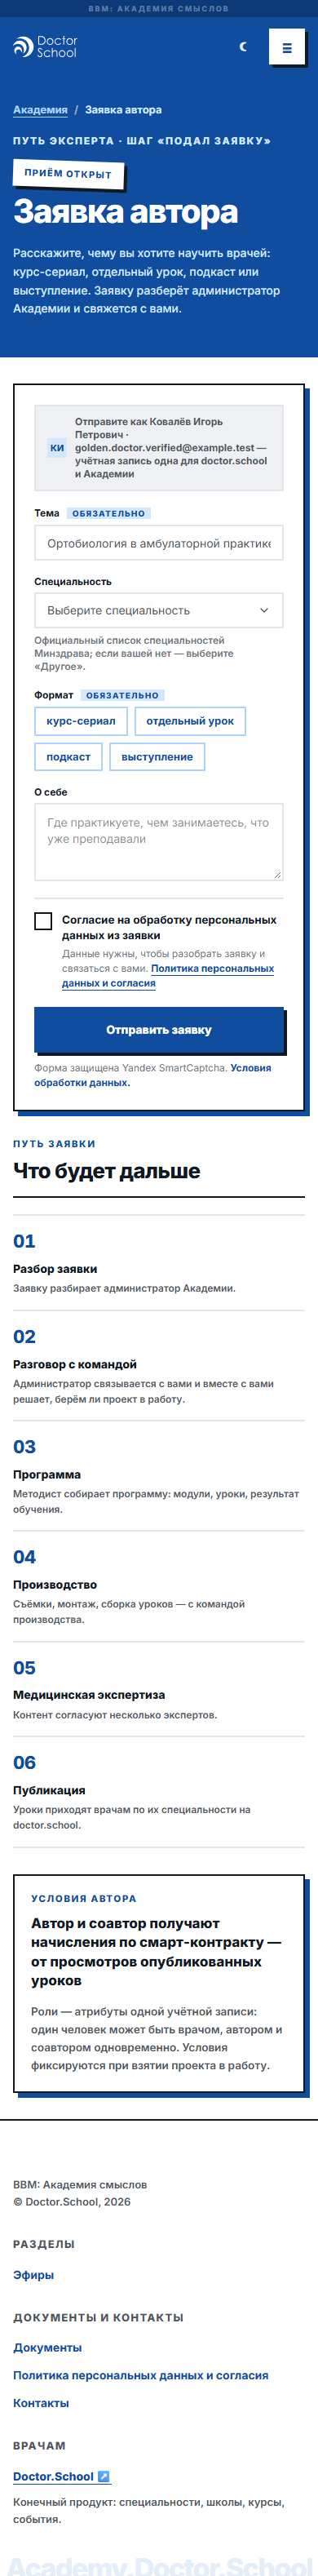 ВВМ: АКАДЕМИЯ СМЫСЛОВ
Doctor
School
Академия / Заявка автора
ПУТЬ ЭКСПЕРТА · ШАГ «ПОДАЛ ЗАЯВКУ»
ПРИЁМ ОТКРЫТ
Заявка автора
Расскажите, чему вы хотите научить врачей:
курс-сериал, отдельный урок, подкаст или
выступление. Заявку разберёт администратор
Академии и свяжется с вами.
КИ
Отправите как Ковалёв Игорь
Петрович ·
golden.doctor.verified@example.test —
учётная запись одна для doctor.school
и Академии
Тема ОБЯЗАТЕЛЬНО
Ортобиология в амбулаторной практике
Специальность
Выберите специальность
Официальный список специальностей
Минздрава; если вашей нет — выберите
«Другое».
Формат ОБЯЗАТЕЛЬНО
курс-сериал отдельный урок
подкаст выступление
О себе
Где практикуете, чем занимаетесь, что
уже преподавали
Согласие на обработку персональных
данных из заявки
Данные нужны, чтобы разобрать заявку и
связаться с вами. Политика персональных
данных и согласия
Отправить заявку
Форма защищена Yandex SmartCaptcha. Условия
обработки данных.
ПУТЬ ЗАЯВКИ
Что будет дальше
01
Разбор заявки
Заявку разбирает администратор Академии.
02
Разговор с командой
Администратор связывается с вами и вместе с вами
решает, берём ли проект в работу.
03
Программа
Методист собирает программу: модули, уроки, результат
обучения.
04
Производство
Съёмки, монтаж, сборка уроков — с командой
производства.
05
Медицинская экспертиза
Контент согласуют несколько экспертов.
06
Публикация
Уроки приходят врачам по их специальности на
doctor.school.
УСЛОВИЯ АВТОРА
Автор и соавтор получают
начисления по смарт-контракту —
от просмотров опубликованных
уроков
Роли — атрибуты одной учётной записи:
один человек может быть врачом, автором и
соавтором одновременно. Условия
фиксируются при взятии проекта в работу.
ВВМ: Академия смыслов
© Doctor.School, 2026
РАЗДЕЛЫ
Эфиры
ДОКУМЕНТЫ И КОНТАКТЫ
Документы
Политика персональных данных и согласия
Контакты
ВРАЧАМ
Doctor.School ↗
Конечный продукт: специальности, школы, курсы,
события.
Academy.Doctor.School